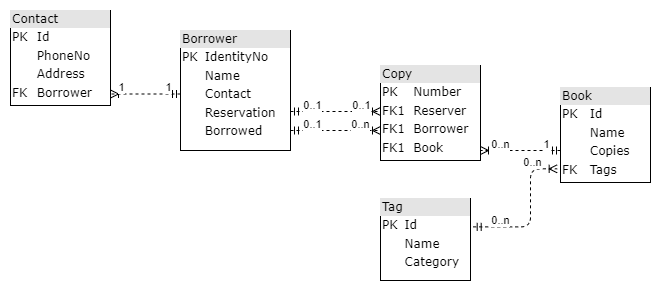 Contact
PK Id
PhoneNo
Address
FK Borrower
1
1
Borrower
PK IdentityNo
Name
Contact
Reservation
Borrowed
0..1
0..1
0..1
0..n
Copy
PK Number
FK1 Reserver
FK1 Borrower
FK1 Book
0..n
1
Book
PK Id
Name
Copies
FK Tags
0..n
Tag
PK Id
Name
Category
0..n